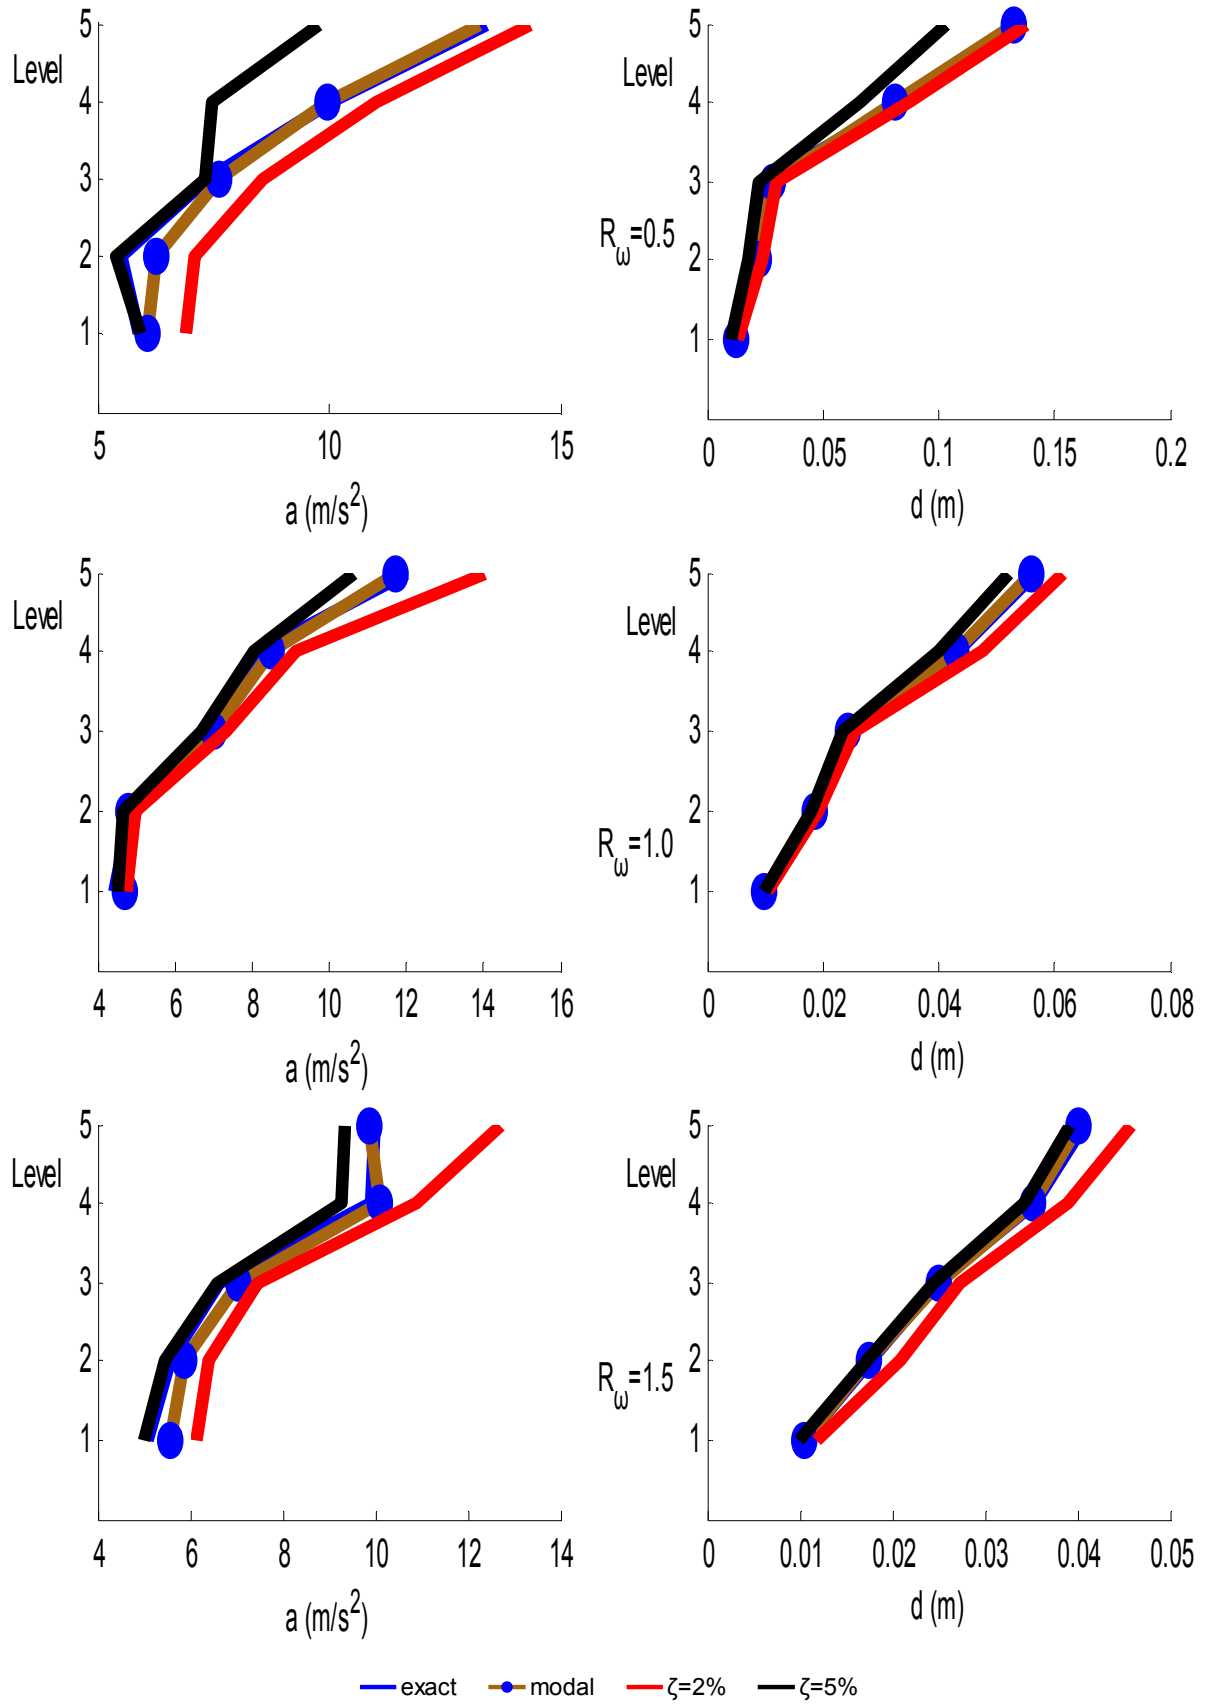 5
Level
4
3
2
1
5 10 15
a (m/s²)
5
Level
4
3
R_ω=0.5
2
1
0 0.05 0.1 0.15 0.2
d (m)
5
Level
4
3
2
1
4 6 8 10 12 14 16
a (m/s²)
5
Level
4
3
2
R_ω=1.0
1
0 0.02 0.04 0.06 0.08
d (m)
5
Level
4
3
2
1
4 6 8 10 12 14
a (m/s²)
5
Level
4
3
2
R_ω=1.5
1
0 0.01 0.02 0.03 0.04 0.05
d (m)
exact modal ζ=2% ζ=5%